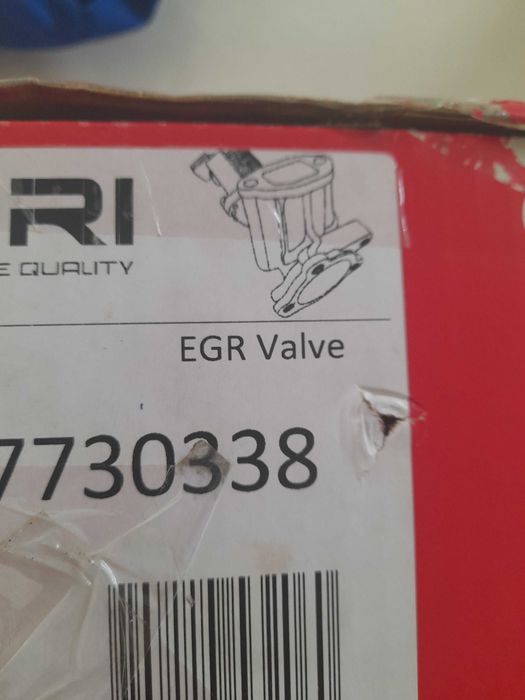 RI
E QUALITY
EGR Valve
7730338